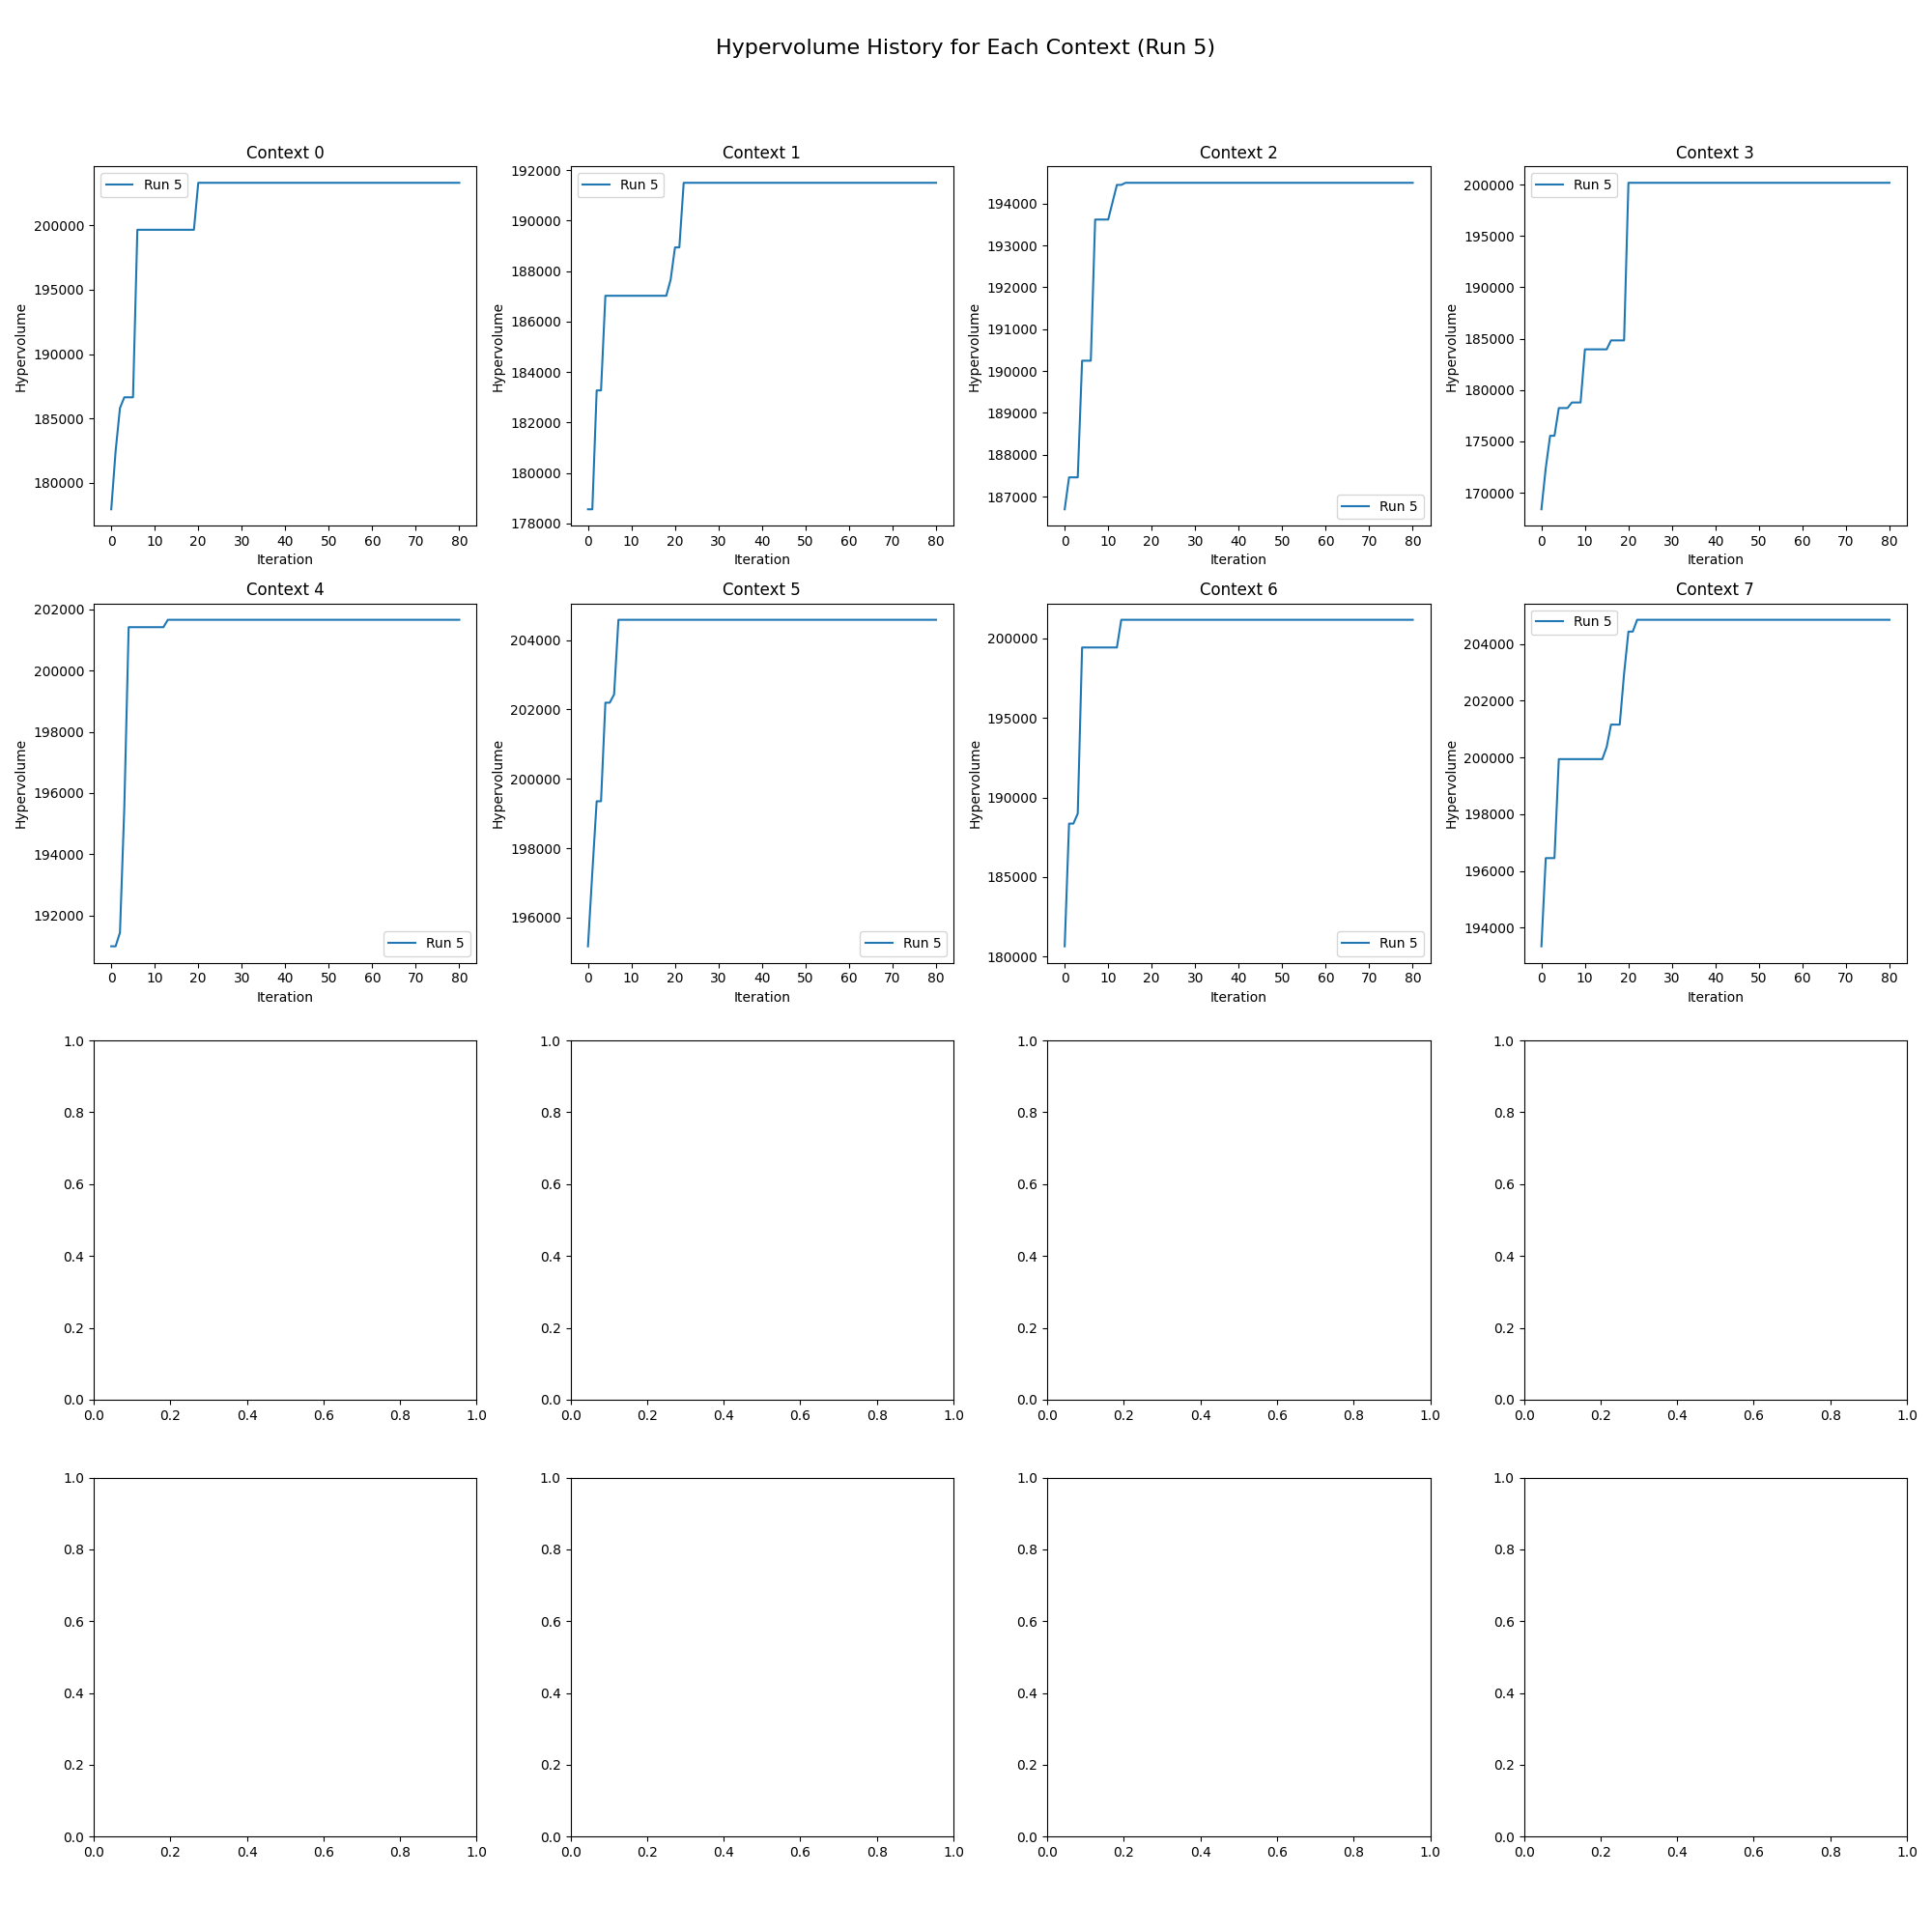 Hypervolume History for Each Context (Run 5)
Context 0
Run 5
200000
195000
190000
185000
180000
Hypervolume
0 10 20 30 40 50 60 70 80
Iteration
Context 1
Run 5
192000
190000
188000
186000
184000
182000
180000
178000
Hypervolume
0 10 20 30 40 50 60 70 80
Iteration
Context 2
194000
193000
192000
191000
190000
189000
188000
187000
Hypervolume
Run 5
0 10 20 30 40 50 60 70 80
Iteration
Context 3
Run 5
200000
195000
190000
185000
180000
175000
170000
Hypervolume
0 10 20 30 40 50 60 70 80
Iteration
Context 4
202000
200000
198000
196000
194000
192000
Hypervolume
Run 5
0 10 20 30 40 50 60 70 80
Iteration
Context 5
204000
202000
200000
198000
196000
Hypervolume
Run 5
0 10 20 30 40 50 60 70 80
Iteration
Context 6
200000
195000
190000
185000
180000
Hypervolume
Run 5
0 10 20 30 40 50 60 70 80
Iteration
Context 7
Run 5
204000
202000
200000
198000
196000
194000
Hypervolume
0 10 20 30 40 50 60 70 80
Iteration
1.0
0.8
0.6
0.4
0.2
0.0
0.0 0.2 0.4 0.6 0.8 1.0
1.0
0.8
0.6
0.4
0.2
0.0
0.0 0.2 0.4 0.6 0.8 1.0
1.0
0.8
0.6
0.4
0.2
0.0
0.0 0.2 0.4 0.6 0.8 1.0
1.0
0.8
0.6
0.4
0.2
0.0
0.0 0.2 0.4 0.6 0.8 1.0
1.0
0.8
0.6
0.4
0.2
0.0
0.0 0.2 0.4 0.6 0.8 1.0
1.0
0.8
0.6
0.4
0.2
0.0
0.0 0.2 0.4 0.6 0.8 1.0
1.0
0.8
0.6
0.4
0.2
0.0
0.0 0.2 0.4 0.6 0.8 1.0
1.0
0.8
0.6
0.4
0.2
0.0
0.0 0.2 0.4 0.6 0.8 1.0